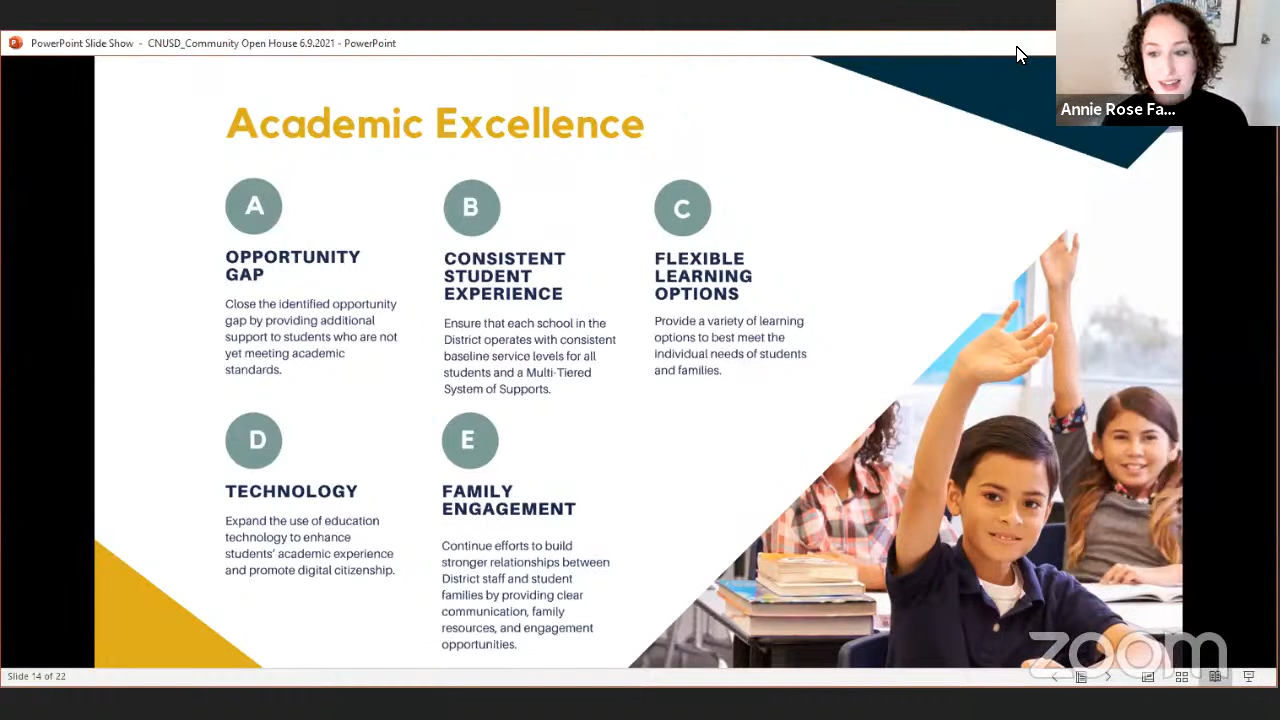 PowerPoint Slide Show - CNUSD_Community Open House 6.9.2021 - PowerPoint
Annie Rose Fa...
Academic Excellence
A
OPPORTUNITY
GAP
Close the identified opportunity
gap by providing additional
support to students who are not
yet meeting academic
standards.
B
CONSISTENT
STUDENT
EXPERIENCE
Ensure that each school in the
District operates with consistent
baseline service levels for all
students and a Multi-Tiered
System of Supports.
C
FLEXIBLE
LEARNING
OPTIONS
Provide a variety of learning
options to best meet the
individual needs of students
and families.
D
TECHNOLOGY
Expand the use of education
technology to enhance
students' academic experience
and promote digital citizenship.
E
FAMILY
ENGAGEMENT
Continue efforts to build
stronger relationships between
District staff and student
families by providing clear
communication, family
resources, and engagement
opportunities.
zoom
Slide 14 of 22